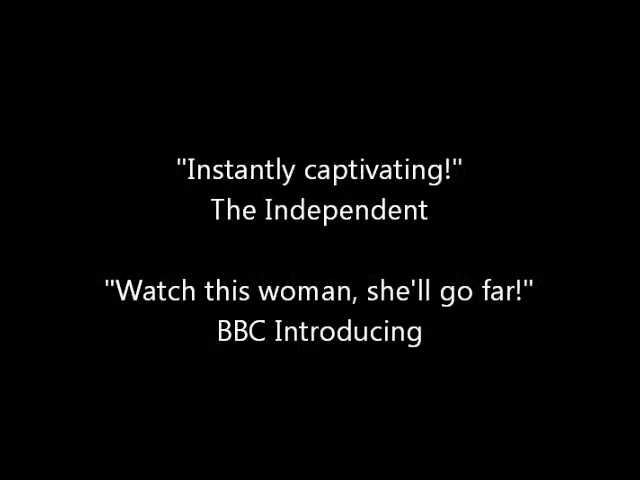 "Instantly captivating!"
The Independent
"Watch this woman, she'll go far!"
BBC Introducing